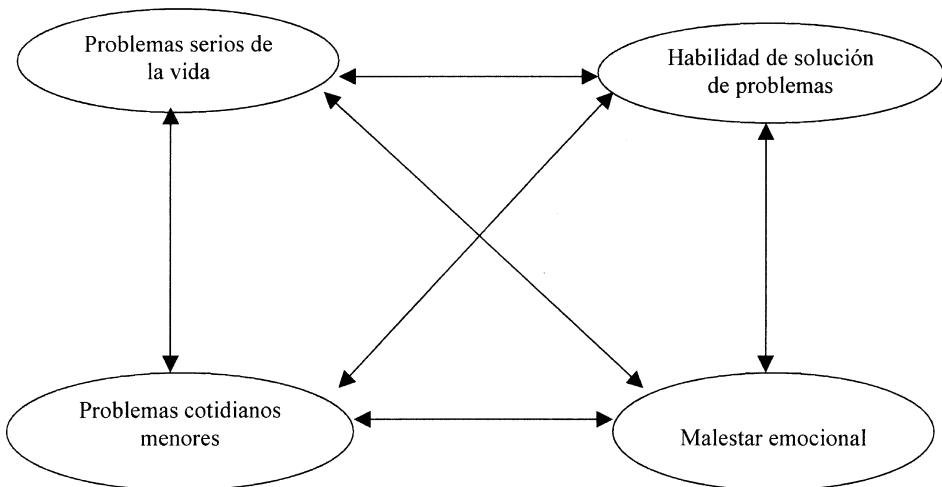 Problemas serios de
la vida
Habilidad de solución
de problemas
Problemas cotidianos
menores
Malestar emocional